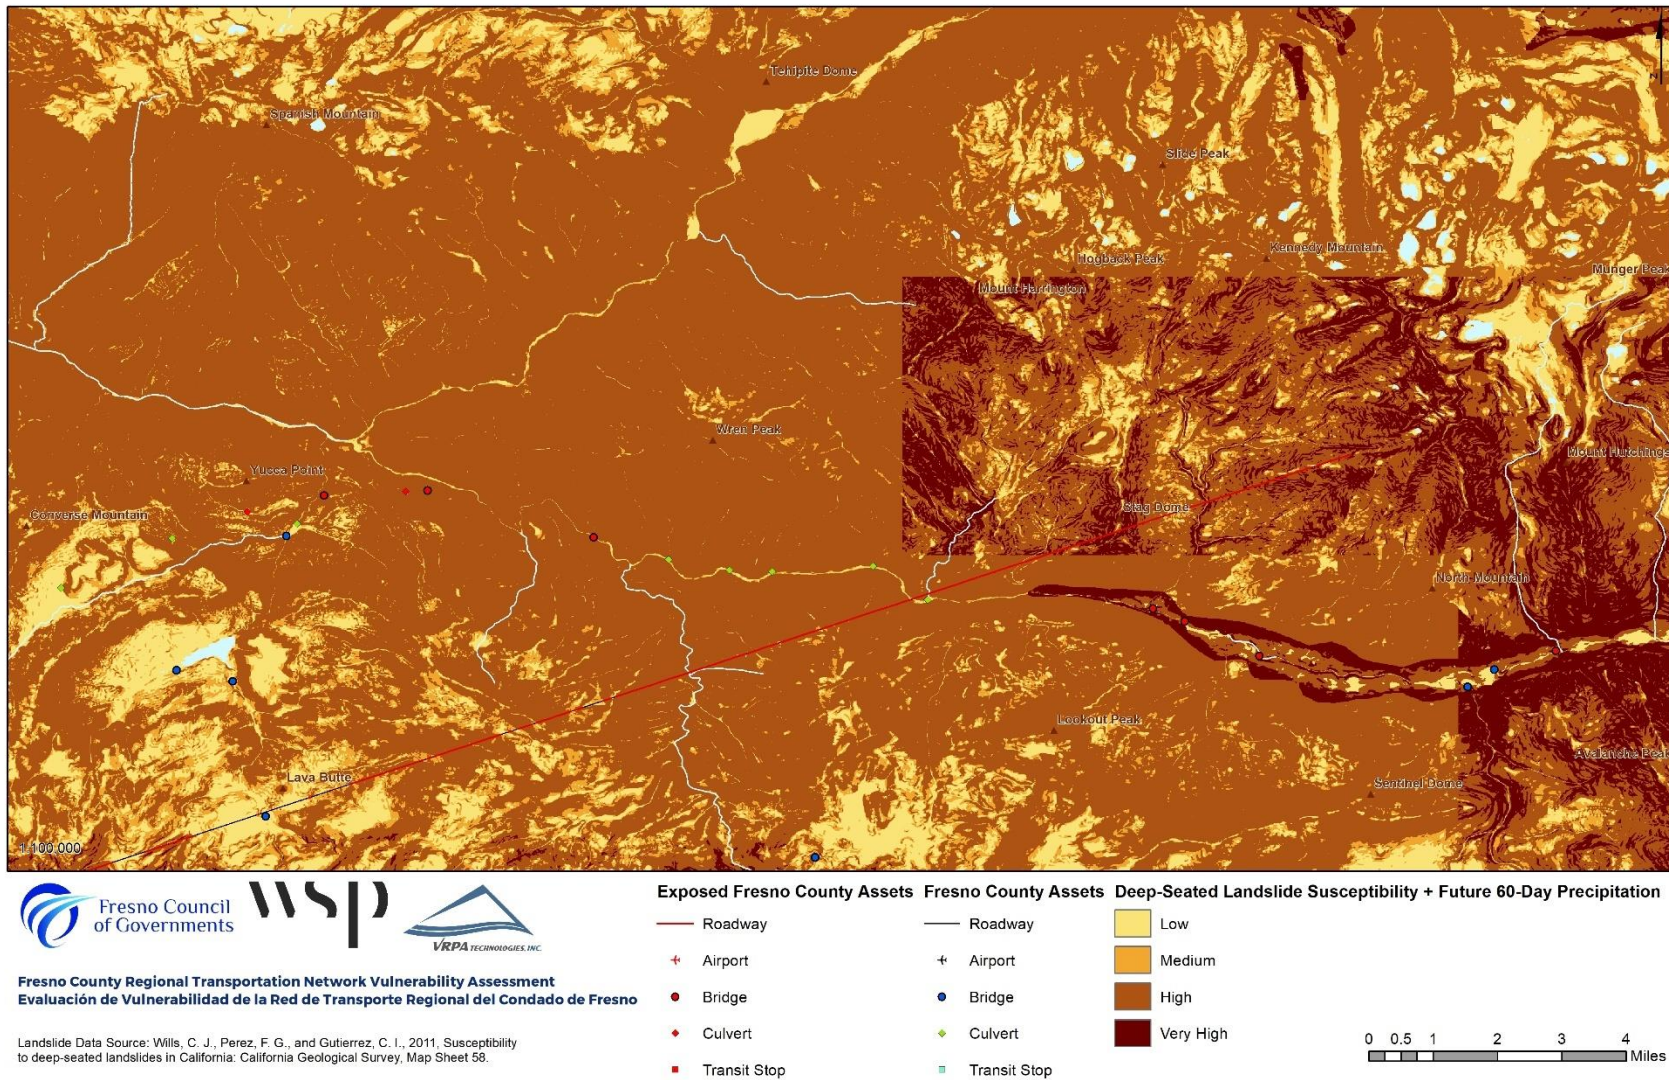 N
Tehipite Dome
Spanish Mountain
Slide Peak
Kennedy Mountain
Hogback Peak
Munger Peak
Mount Harrington
Wren Peak
Mount Hutchings
Yucca Point
Stag Dome
Converse Mountain
North Mountain
Lookout Peak
Avalanche Peak
Lava Butte
Sentinel Dome
1:100,000
Fresno Council
of Governments
wsp
VRPA TECHNOLOGIES, INC.
Fresno County Regional Transportation Network Vulnerability Assessment
Evaluación de Vulnerabilidad de la Red de Transporte Regional del Condado de Fresno
Landslide Data Source: Wills, C. J., Perez, F. G., and Gutierrez, C. I., 2011, Susceptibility
to deep-seated landslides in California: California Geological Survey, Map Sheet 58.
Exposed Fresno County Assets
Roadway
Airport
Bridge
Culvert
Transit Stop
Fresno County Assets
Roadway
Airport
Bridge
Culvert
Transit Stop
Deep-Seated Landslide Susceptibility + Future 60-Day Precipitation
Low
Medium
High
Very High
0 0.5 1 2 3 4
Miles